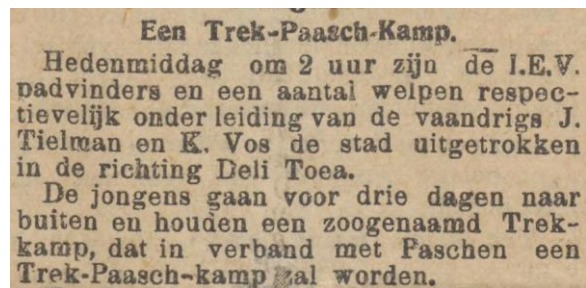 Een Trek-Paasch-Kamp.
Hedenmiddag om 2 uur zijn de I.E.V.
padvinders en een aantal welpen respec-
tievelijk onder leiding van de vaandrigs J.
Tielman en K. Vos de stad uitgetrokken
in de richting Deli Toea.
De jongens gaan voor drie dagen naar
buiten en houden een zoogenaamd Trek-
kamp, dat in verband met Paschen een
Trek-Paasch-kamp zal worden.